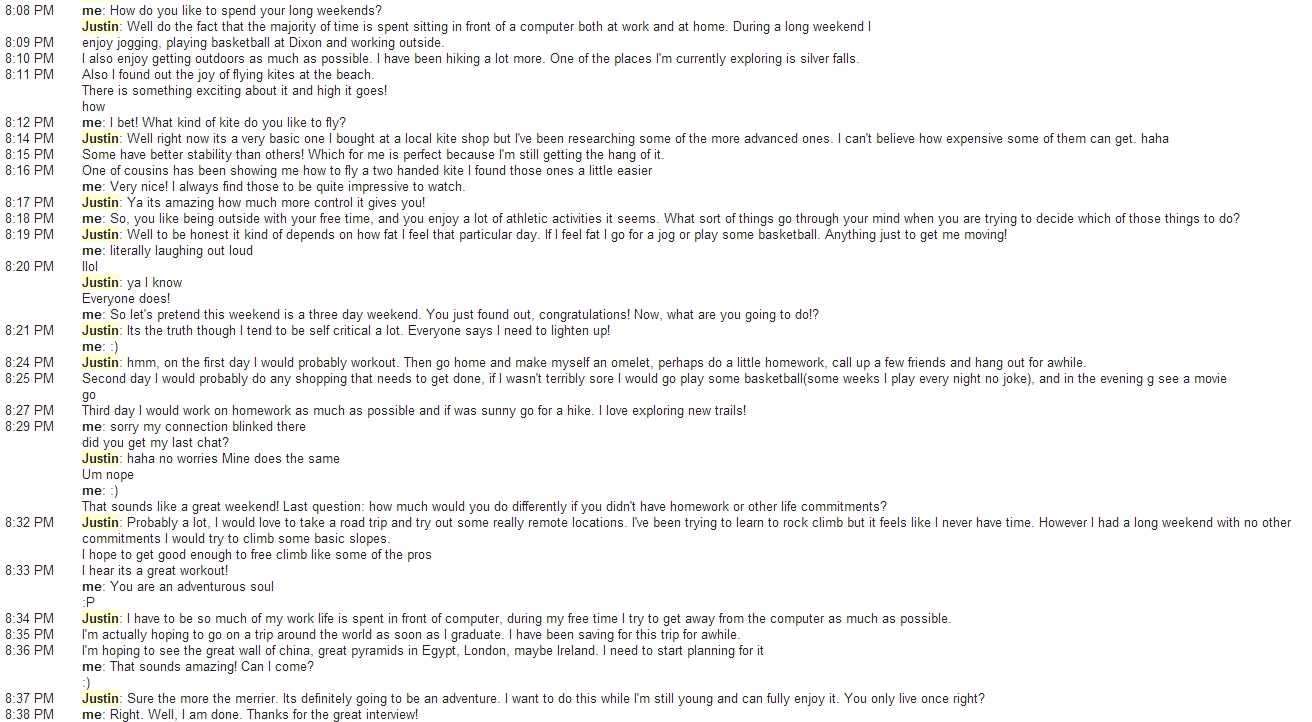 8:08 PM me: How do you like to spend your long weekends?
Justin: Well do the fact that the majority of time is spent sitting in front of a computer both at work and at home. During a long weekend I
8:09 PM enjoy jogging, playing basketball at Dixon and working outside.
8:10 PM I also enjoy getting outdoors as much as possible. I have been hiking a lot more. One of the places I'm currently exploring is silver falls.
8:11 PM Also I found out the joy of flying kites at the beach.
There is something exciting about it and high it goes!
how
8:12 PM me: I bet! What kind of kite do you like to fly?
8:14 PM Justin: Well right now its a very basic one I bought at a local kite shop but I've been researching some of the more advanced ones. I can't believe how expensive some of them can get. haha
8:15 PM Some have better stability than others! Which for me is perfect because I'm still getting the hang of it.
8:16 PM One of cousins has been showing me how to fly a two handed kite I found those ones a little easier
me: Very nice! I always find those to be quite impressive to watch.
8:17 PM Justin: Ya its amazing how much more control it gives you!
8:18 PM me: So, you like being outside with your free time, and you enjoy a lot of athletic activities it seems. What sort of things go through your mind when you are trying to decide which of those things to do?
8:19 PM Justin: Well to be honest it kind of depends on how fat I feel that particular day. If I feel fat I go for a jog or play some basketball. Anything just to get me moving!
me: literally laughing out loud
8:20 PM llol
Justin: ya I know
Everyone does!
me: So let's pretend this weekend is a three day weekend. You just found out, congratulations! Now, what are you going to do!?
8:21 PM Justin: Its the truth though I tend to be self critical a lot. Everyone says I need to lighten up!
me: :)
8:24 PM Justin: hmm, on the first day I would probably workout. Then go home and make myself an omelet, perhaps do a little homework, call up a few friends and hang out for awhile.
8:25 PM Second day I would probably do any shopping that needs to get done, if I wasn't terribly sore I would go play some basketball(some weeks I play every night no joke), and in the evening g see a movie
go
8:27 PM Third day I would work on homework as much as possible and if was sunny go for a hike. I love exploring new trails!
8:29 PM me: sorry my connection blinked there
did you get my last chat?
Justin: haha no worries Mine does the same
Um nope
me: :)
That sounds like a great weekend! Last question: how much would you do differently if you didn't have homework or other life commitments?
8:32 PM Justin: Probably a lot, I would love to take a road trip and try out some really remote locations. I've been trying to learn to rock climb but it feels like I never have time. However I had a long weekend with no other
commitments I would try to climb some basic slopes.
I hope to get good enough to free climb like some of the pros
8:33 PM I hear its a great workout!
me: You are an adventurous soul
:P
8:34 PM Justin: I have to be so much of my work life is spent in front of computer, during my free time I try to get away from the computer as much as possible.
8:35 PM I'm actually hoping to go on a trip around the world as soon as I graduate. I have been saving for this trip for awhile.
8:36 PM I'm hoping to see the great wall of china, great pyramids in Egypt, London, maybe Ireland. I need to start planning for it
me: That sounds amazing! Can I come?
:)
8:37 PM Justin: Sure the more the merrier. Its definitely going to be an adventure. I want to do this while I'm still young and can fully enjoy it. You only live once right?
8:38 PM me: Right. Well, I am done. Thanks for the great interview!